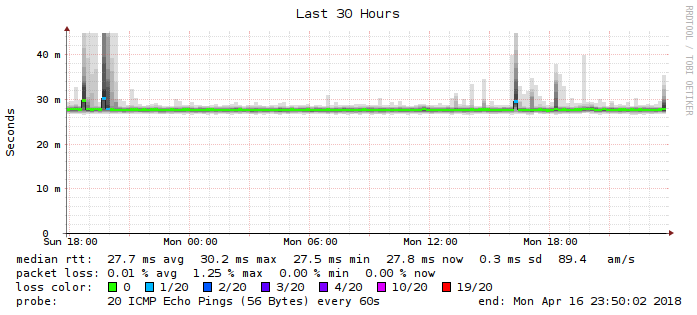 Last 30 Hours
RRDTOOL / TOBI OETIKER
Seconds
40 m
30 m
20 m
10 m
0
Sun 18:00 Mon 00:00 Mon 06:00 Mon 12:00 Mon 18:00
median rtt: 27.7 ms avg 30.2 ms max 27.5 ms min 27.8 ms now 0.3 ms sd 89.4 am/s
packet loss: 0.01 % avg 1.25 % max 0.00 % min 0.00 % now
loss color: 0 1/20 2/20 3/20 4/20 10/20 19/20
probe: 20 ICMP Echo Pings (56 Bytes) every 60s end: Mon Apr 16 23:50:02 2018